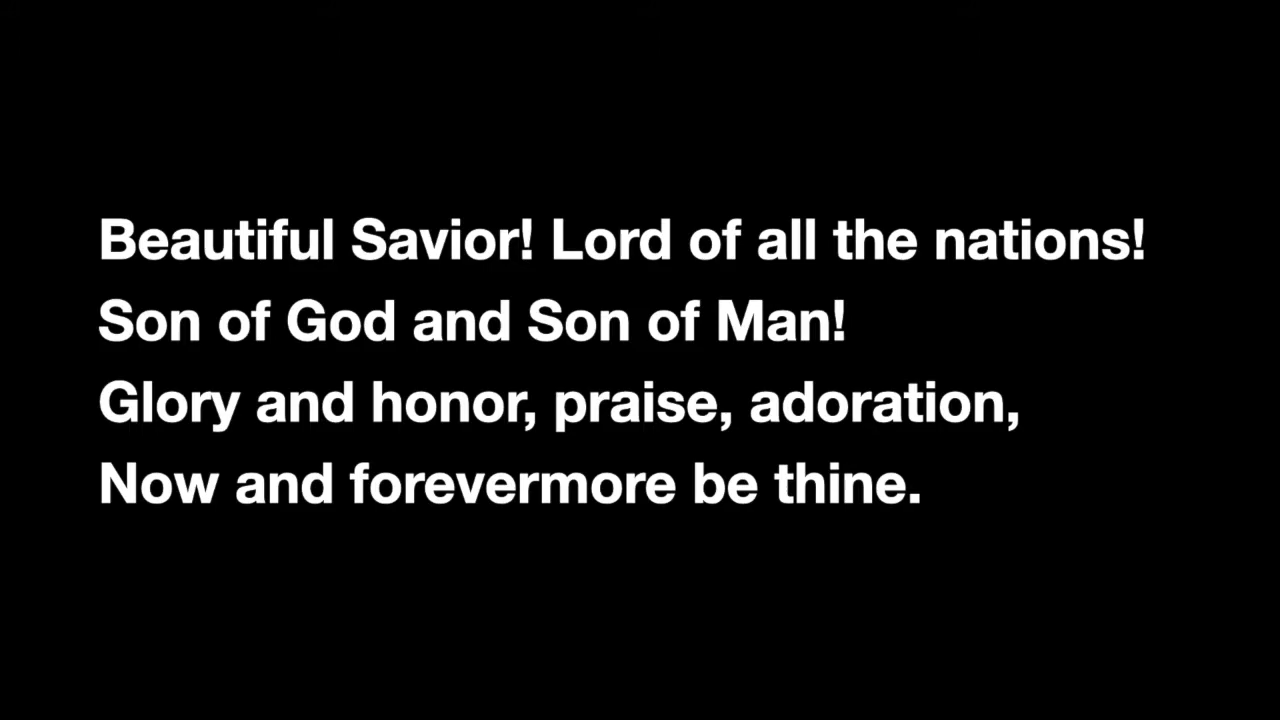 Beautiful Savior! Lord of all the nations!
Son of God and Son of Man!
Glory and honor, praise, adoration,
Now and forevermore be thine.